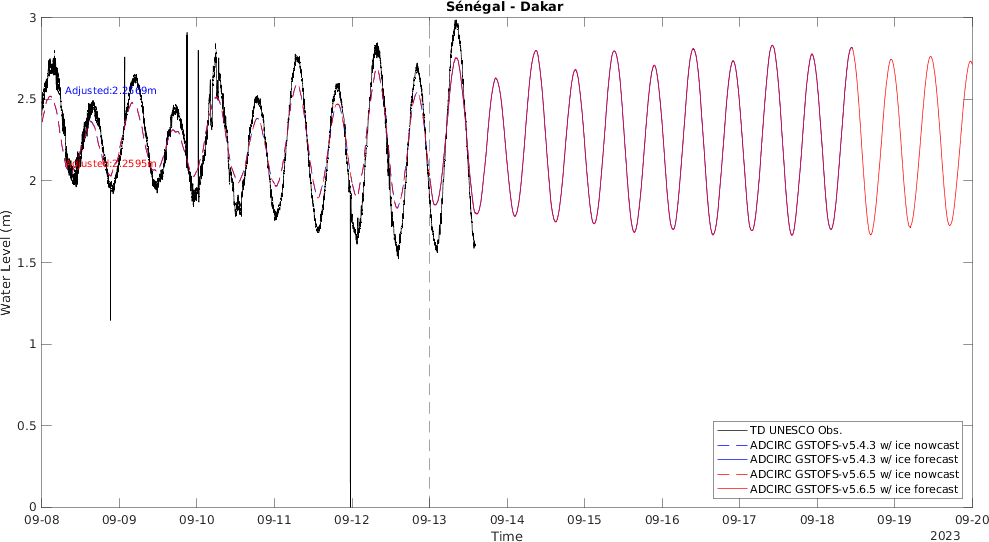 Sénégal - Dakar
3
2.5
2
1.5
1
0.5
0
Water Level (m)
Adjusted:2.2569m
Adjusted:2.2595m
TD UNESCO Obs.
ADCIRC GSTOFS-v5.4.3 w/ ice nowcast
ADCIRC GSTOFS-v5.4.3 w/ ice forecast
ADCIRC GSTOFS-v5.6.5 w/ ice nowcast
ADCIRC GSTOFS-v5.6.5 w/ ice forecast
09-08 09-09 09-10 09-11 09-12 09-13 09-14 09-15 09-16 09-17 09-18 09-19 09-20
Time
2023